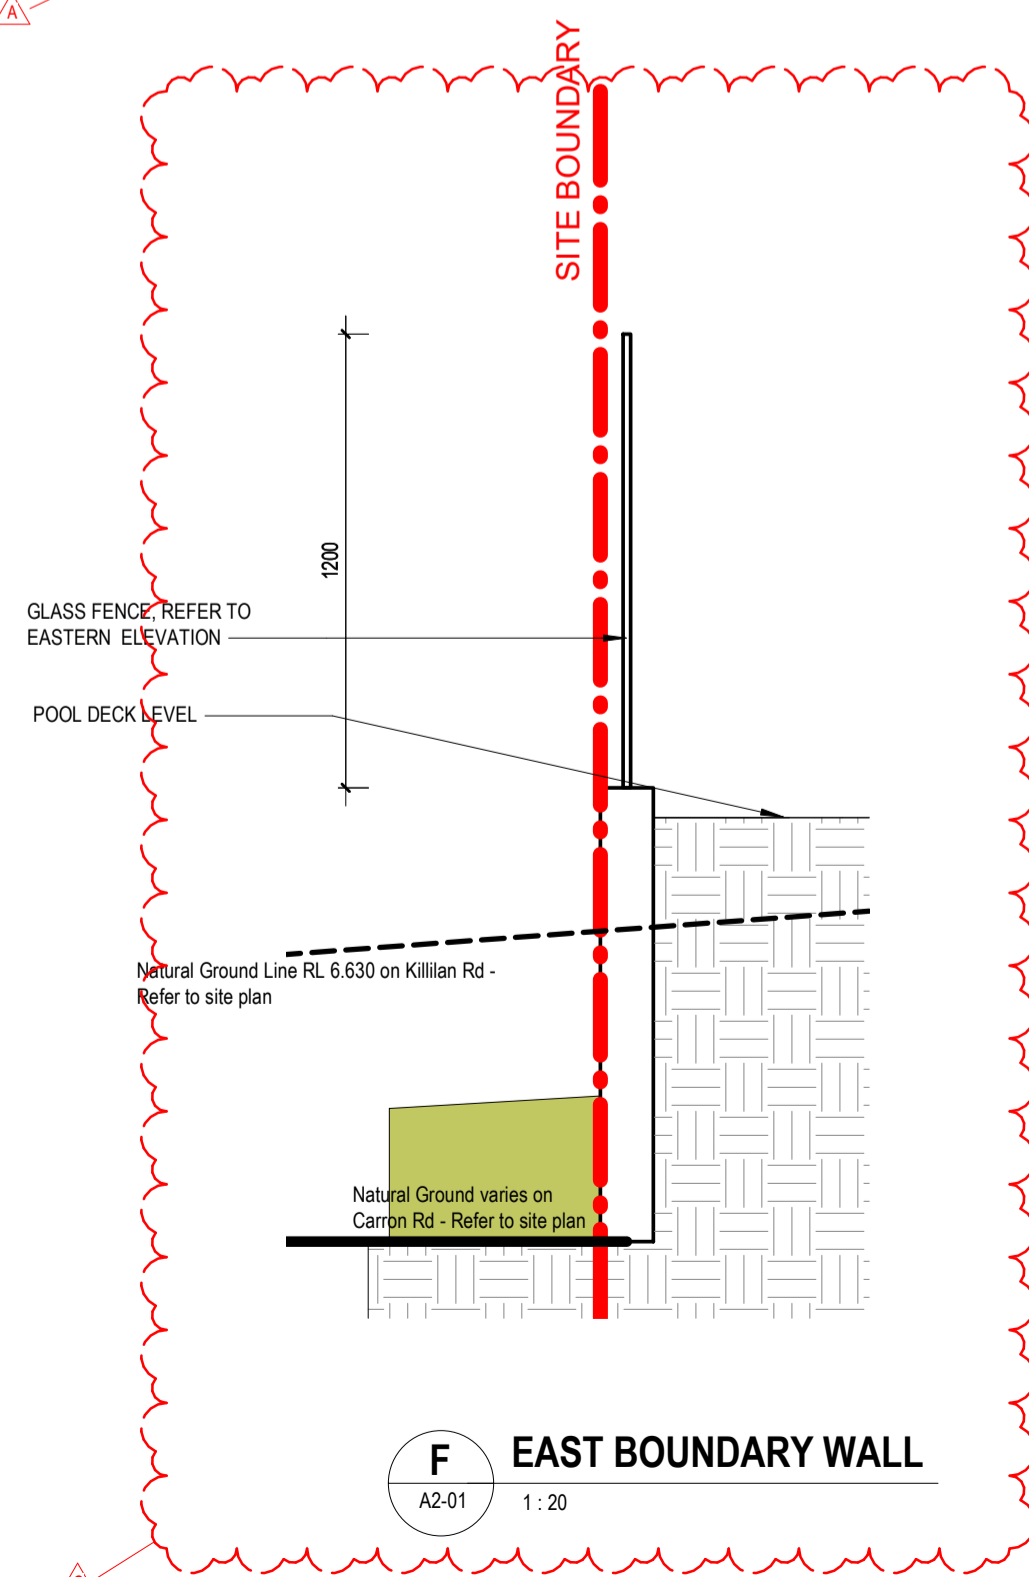 A
SITE BOUNDARY
1200
GLASS FENCE, REFER TO
EASTERN ELEVATION
POOL DECK LEVEL
Natural Ground Line RL 6.630 on Killilan Rd -
Refer to site plan
Natural Ground varies on
Carron Rd - Refer to site plan
F
EAST BOUNDARY WALL
A2-01
1 : 20